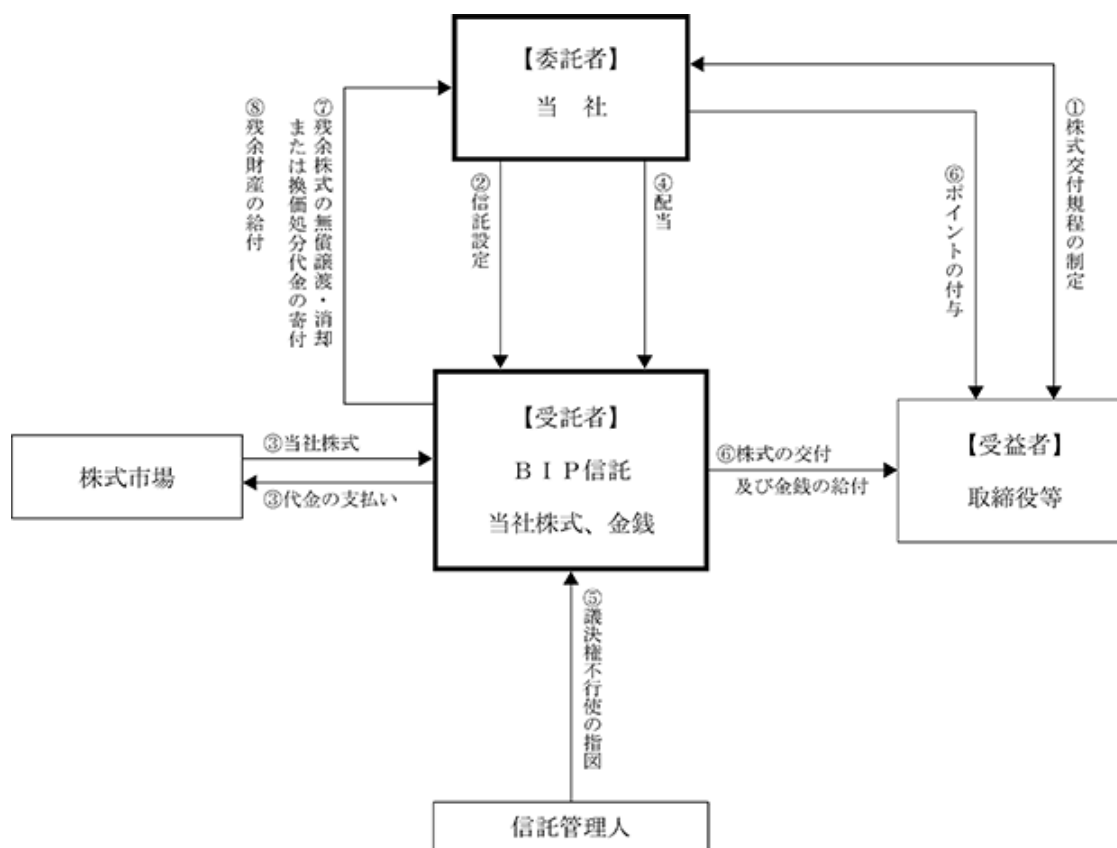 【委託者】
当　社
⑧残余財産の給付
⑦残余株式の無償譲渡・消却
または換価処分代金の寄付
②信託設定
④配当
⑥ポイントの付与
①株式交付規程の制定
株式市場
③当社株式
③代金の支払い
【受託者】
ＢＩＰ信託
当社株式、金銭
⑥株式の交付
及び金銭の給付
【受益者】
取締役等
⑤議決権不行使の指図
信託管理人